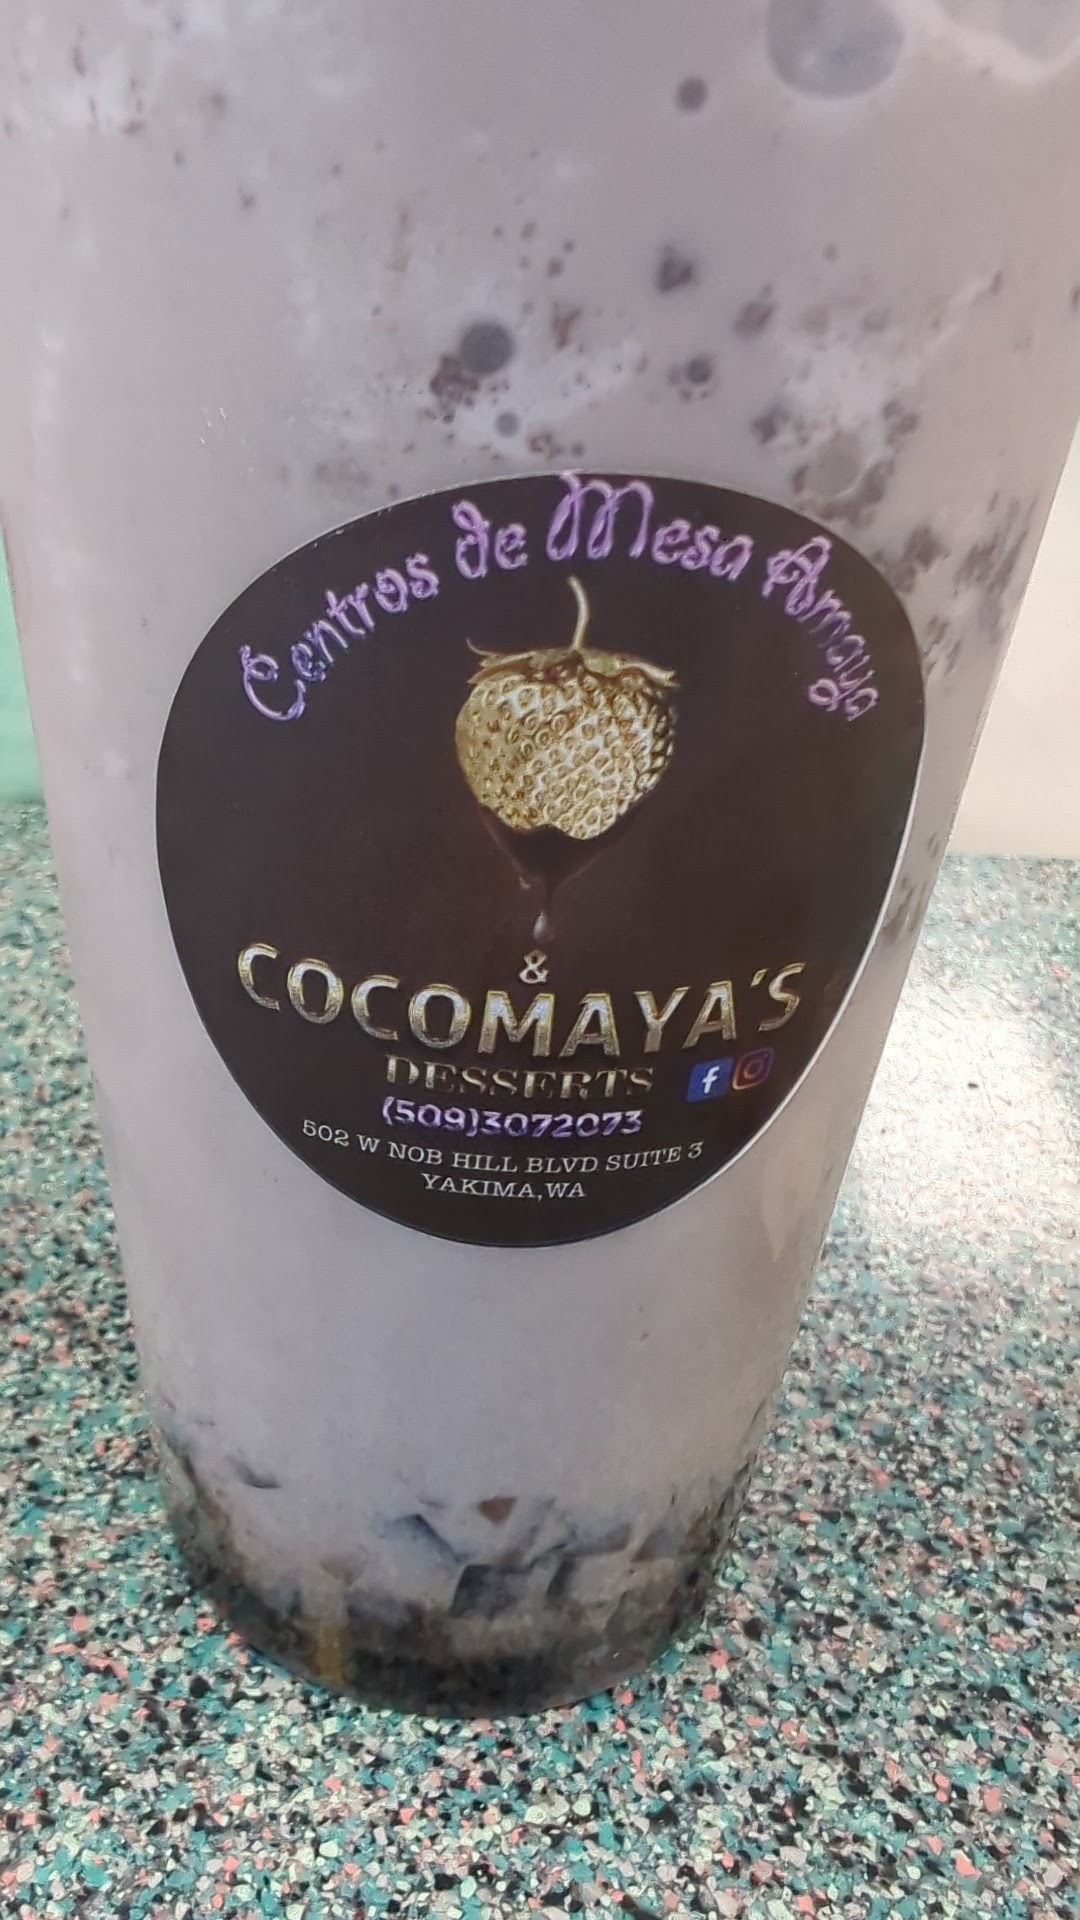 Centros de Mesa Amaya
&
COCOMAYA'S
DESSERTS
(509)3072073
502 W NOB HILL BLVD SUITE 3
YAKIMA,WA